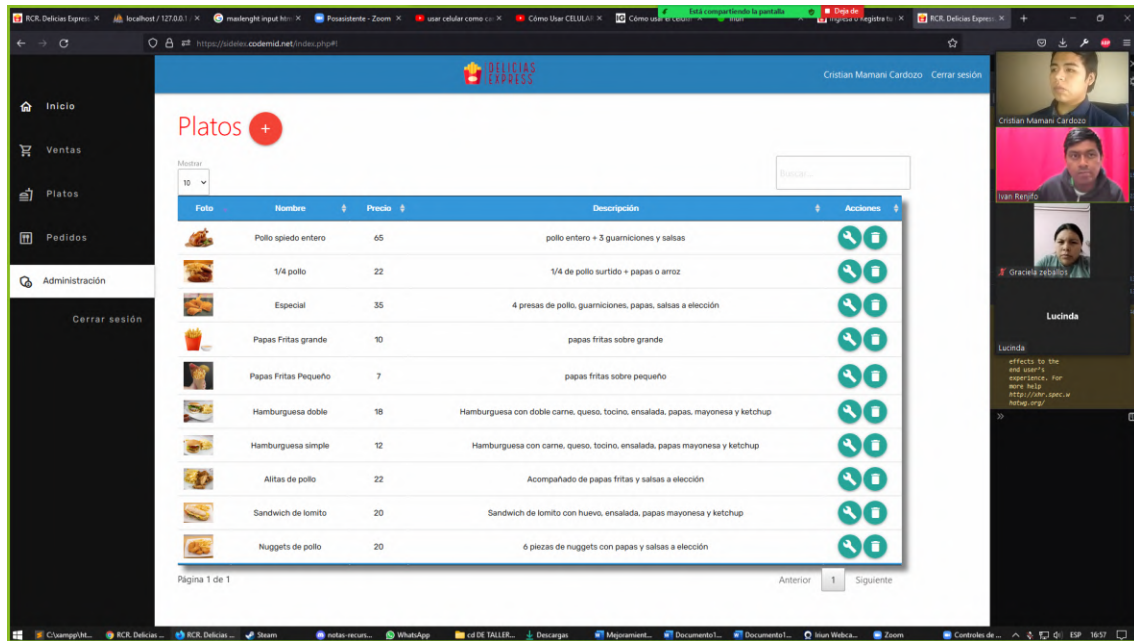 Está compartiendo la pantalla
Deja de
RCR. Delicias Expres
localhost / 127.0.0.1
maxlenght input htm
Posasistente - Zoom
usar celular como ca
Cómo Usar CELULAR
Cómo usar el celular
RCR. Delicias Express.
https://sidelex.codemid.net/index.php#!
DELICIAS
EXPRESS
Cristian Mamani Cardozo Cerrar sesión
Inicio
Ventas
Platos
Pedidos
Administración
Cerrar sesión
Platos +
Mostrar
10
Buscar...
Foto Nombre Precio Descripción Acciones
Pollo spiedo entero 65 pollo entero + 3 guarniciones y salsas
1/4 pollo 22 1/4 de pollo surtido + papas o arroz
Especial 35 4 presas de pollo, guarniciones, papas, salsas a elección
Papas Fritas grande 10 papas fritas sobre grande
Papas Fritas Pequeño 7 papas fritas sobre pequeño
Hamburguesa doble 18 Hamburguesa con doble carne, queso, tocino, ensalada, papas, mayonesa y ketchup
Hamburguesa simple 12 Hamburguesa con carne, queso, tocino, ensalada, papas mayonesa y ketchup
Alitas de pollo 22 Acompañado de papas fritas y salsas a elección
Sandwich de lomito 20 Sandwich de lomito con huevo, ensalada, papas mayonesa y ketchup
Nuggets de pollo 20 6 piezas de nuggets con papas y salsas a elección
Página 1 de 1
Anterior 1 Siguiente
Cristian Mamani Cardozo
Ivan Renjifo
Graciela zeballos
Lucinda
Lucinda
effects to the
end user's
experience. For
more help
http://xhr.spec.w
hatwg.org/
C:\xampp\ht...
RCR. Delicias ...
RCR. Delicias ...
Steam
notas-recurs...
WhatsApp
cd DE TALLER...
Descargas
Mejoramient...
Documento1...
Documento1...
Iriun Webca...
Zoom
Controles de ...
ESP 16:57